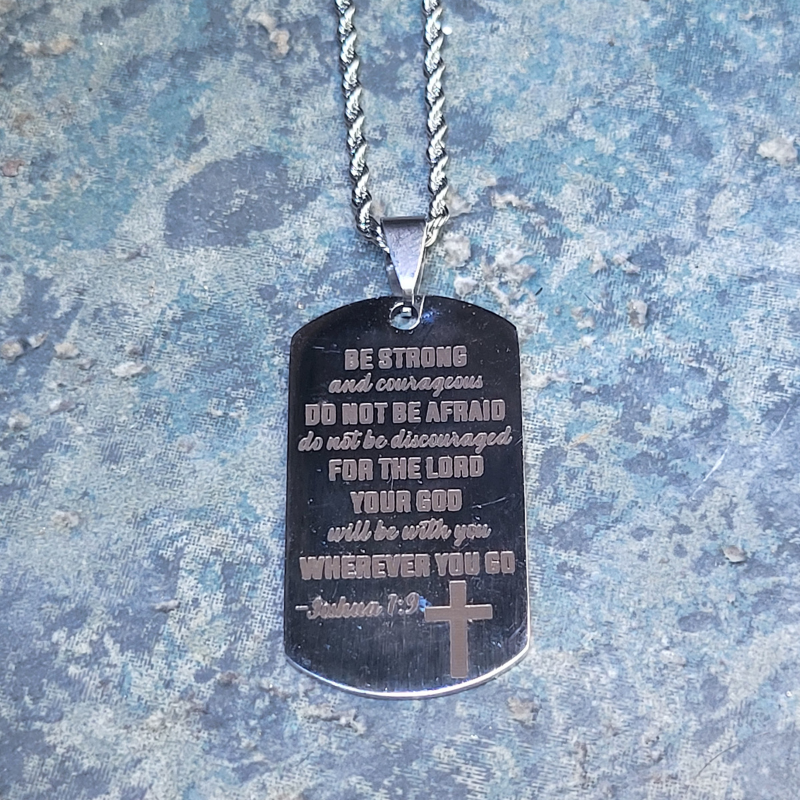 BE STRONG
and courageous
DO NOT BE AFRAID
do not be discouraged
FOR THE LORD
YOUR GOD
will be with you
WHEREVER YOU GO
-Joshua 1:9